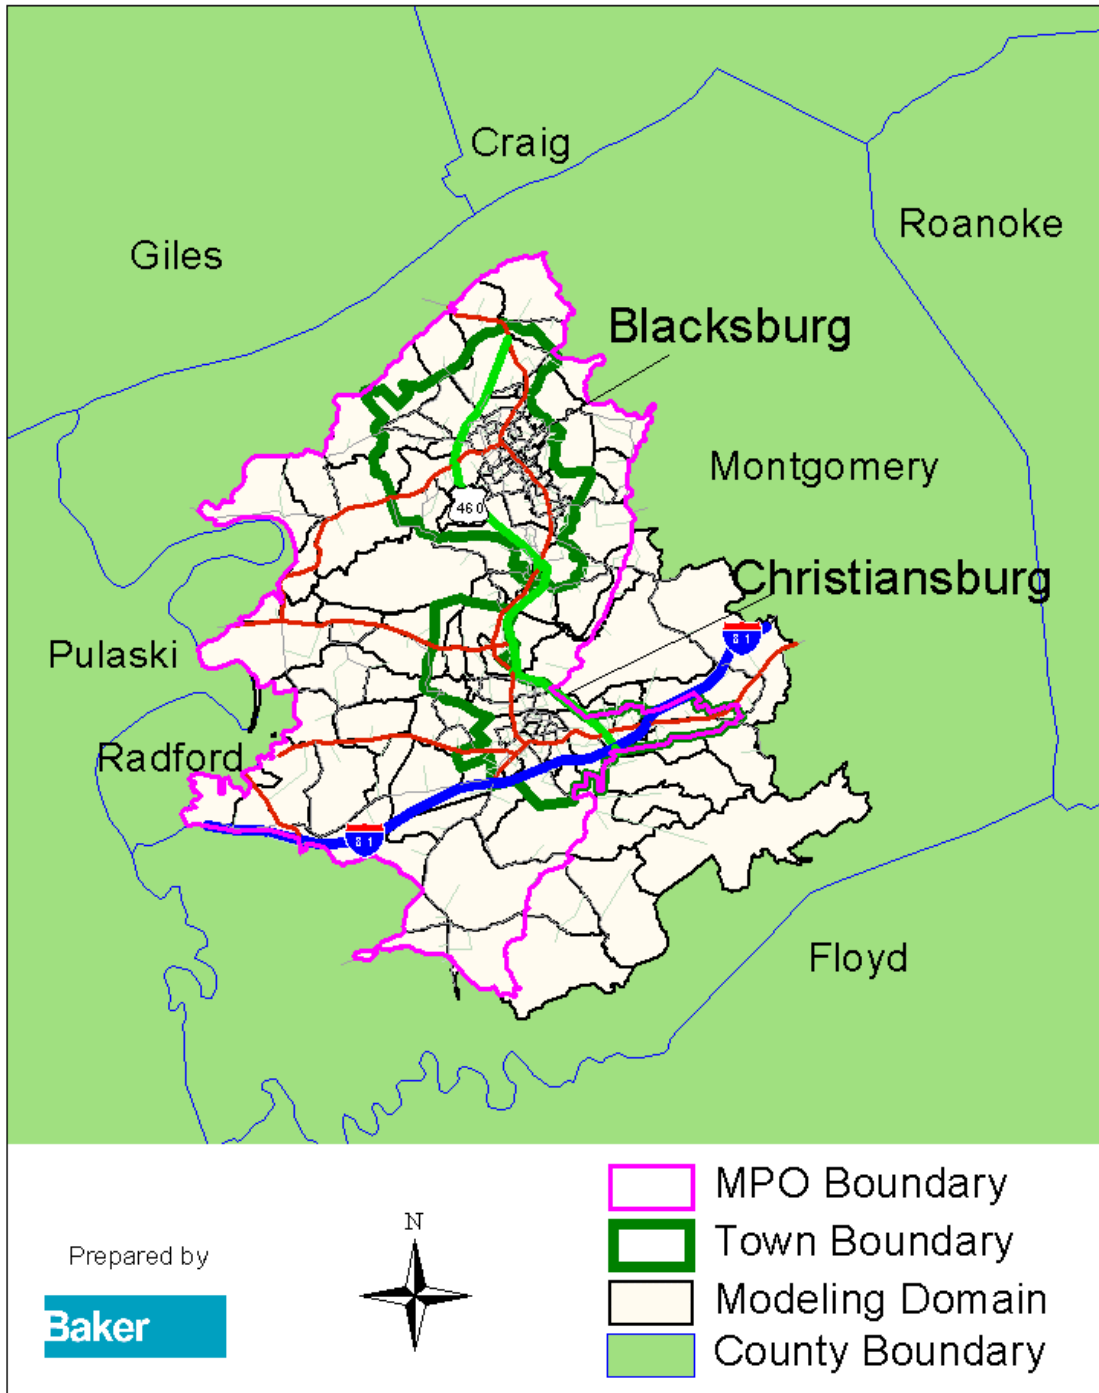 Craig
Roanoke
Giles
Blacksburg
Montgomery
460
Christiansburg
81
Pulaski
Radford
81
Floyd
MPO Boundary
Town Boundary
Modeling Domain
County Boundary
N
Prepared by
Baker